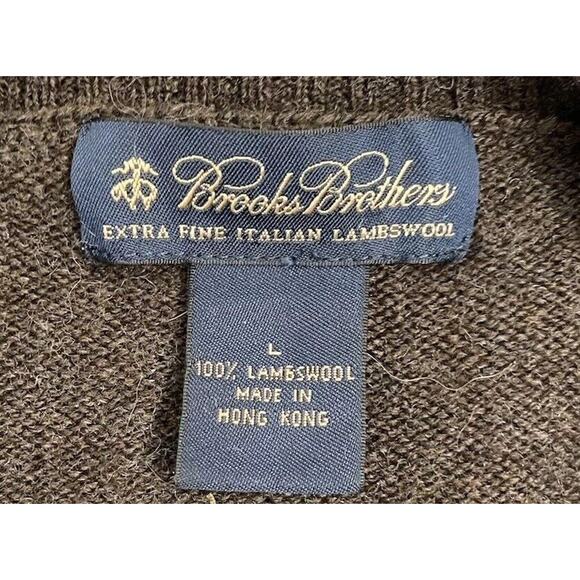 Brooks Brothers
EXTRA FINE ITALIAN LAMBSWOOL
L
100% LAMBSWOOL
MADE IN
HONG KONG